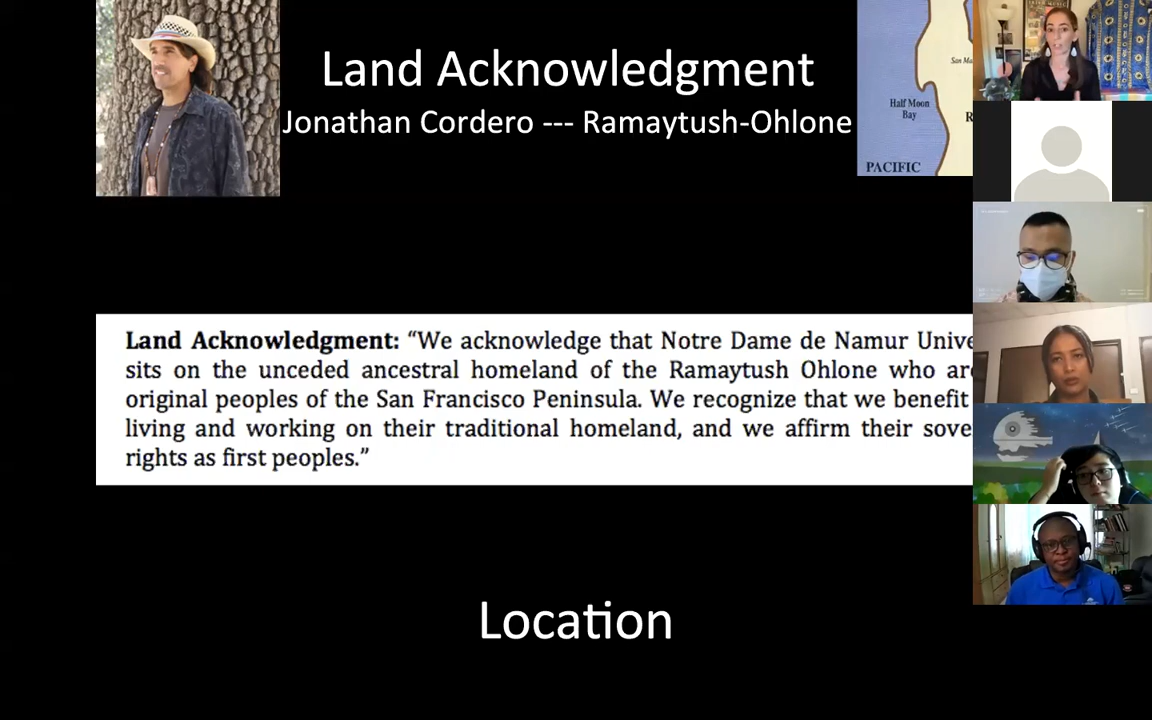 Land Acknowledgment
Jonathan Cordero --- Ramaytush-Ohlone
San Ma
Half Moon
Bay
R
PACIFIC
Land Acknowledgment: “We acknowledge that Notre Dame de Namur Unive
sits on the unceded ancestral homeland of the Ramaytush Ohlone who are
original peoples of the San Francisco Peninsula. We recognize that we benefit
living and working on their traditional homeland, and we affirm their sove
rights as first peoples.”
Location